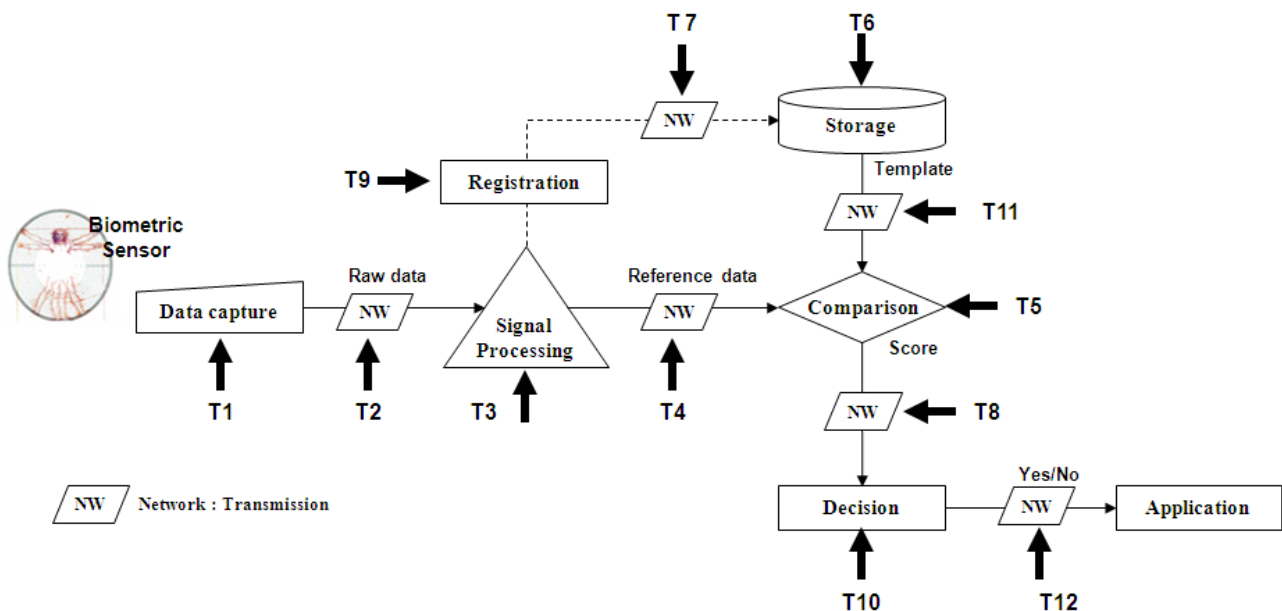 T 7
T6
NW
Storage
T9
Registration
Template
NW
T11
Biometric
Sensor
Raw data
Reference data
Data capture
NW
Signal
Processing
NW
Comparison
T5
Score
T1
T2
T3
T4
NW
T8
Yes/No
NW
Network : Transmission
Decision
NW
Application
T10
T12